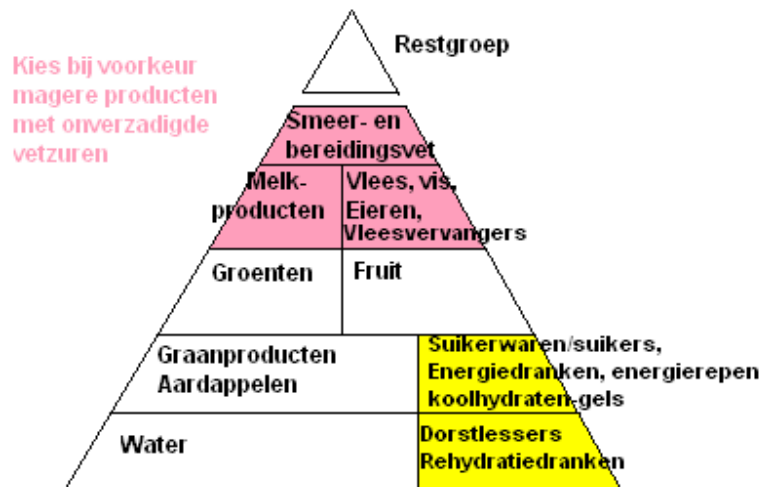 Restgroep
Kies bij voorkeur
magere producten
met onverzadigde
vetzuren
Smeer- en
bereidingsvet
Melk-
producten
Vlees, vis,
Eieren,
Vleesvervangers
Groenten
Fruit
Graanproducten
Aardappelen
Suikerwaren/suikers,
Energiedranken, energierepen
koolhydraten-gels
Water
Dorstlessers
Rehydratiedranken